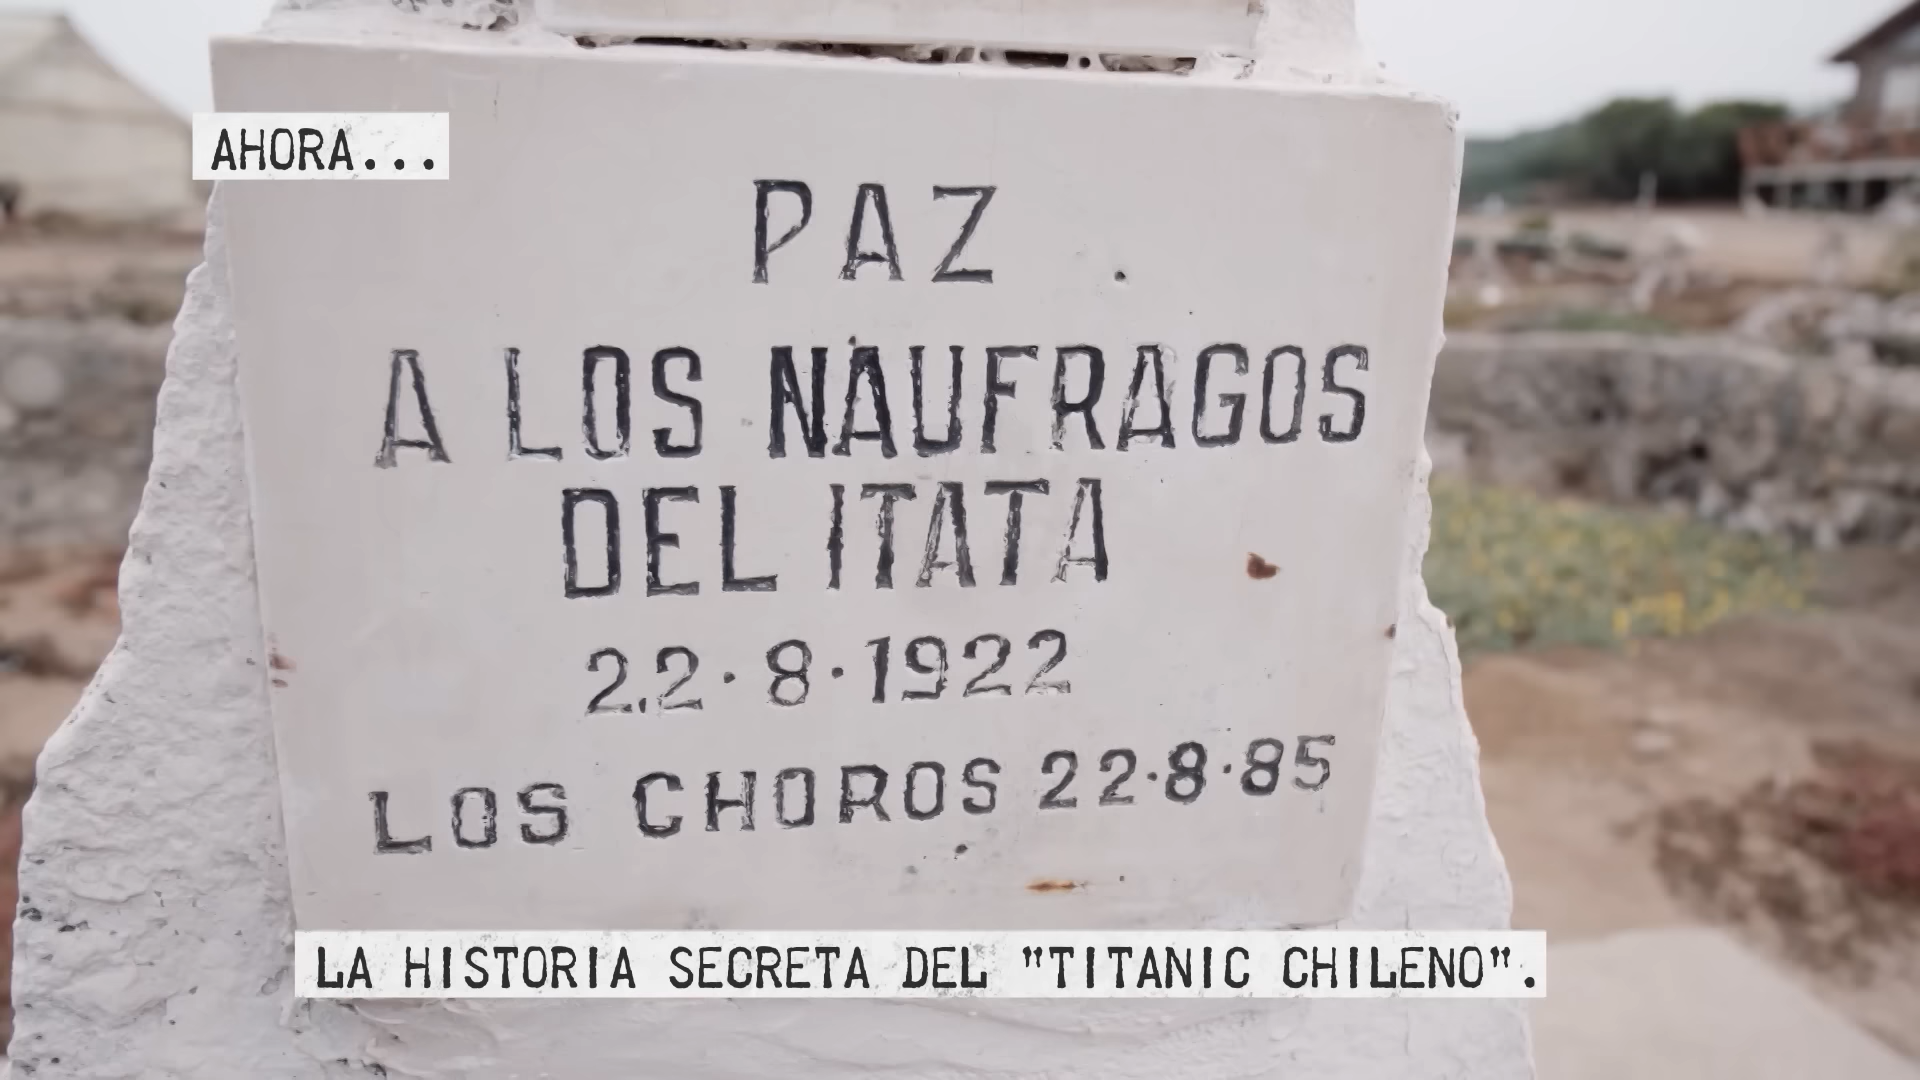 AHORA...
PAZ
A LOS NAUFRAGOS
DEL ITATA
22·8·1922
LOS CHOROS 22·8·85
LA HISTORIA SECRETA DEL "TITANIC CHILENO".